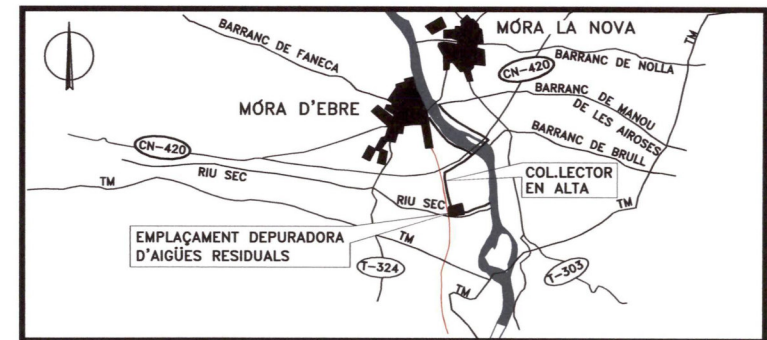 MÓRA LA NOVA
BARRANC DE FANECA
TM
CN-420
BARRANC DE NOLLA
MÓRA D'EBRE
BARRANC DE MANOU
DE LES AIROSES
BARRANC DE BRULL
CN-420
RIU SEC
TM
COL.LECTOR
EN ALTA
RIU SEC
TM
EMPLAÇAMENT DEPURADORA
D'AIGÜES RESIDUALS
TM
T-324
T-303
TM